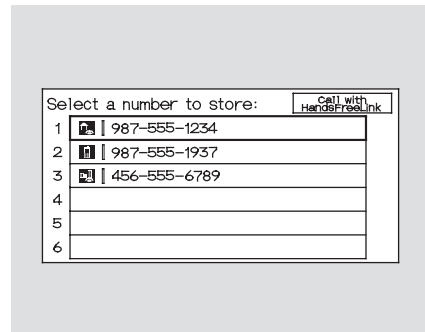 Select a number to store:
Call with
HandsFreeLink
1 987-555-1234
2 987-555-1937
3 456-555-6789
4
5
6